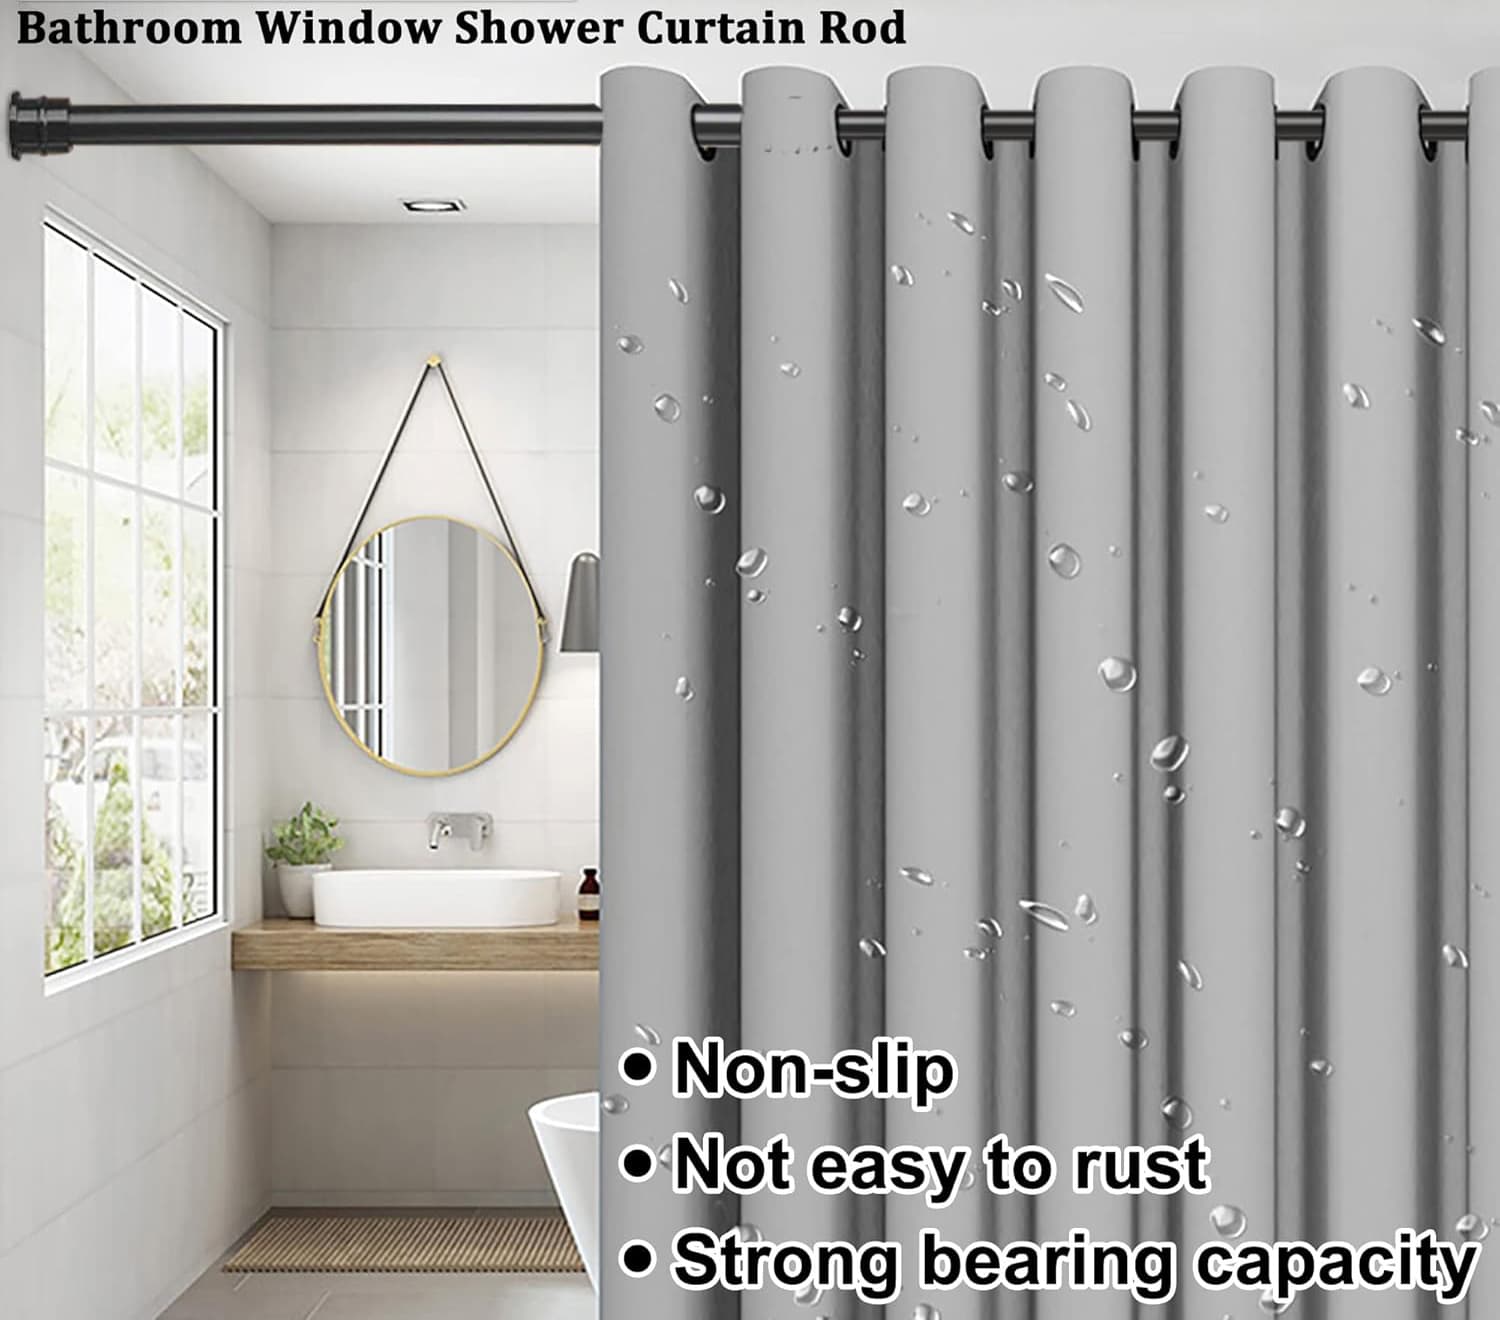 Bathroom Window Shower Curtain Rod
• Non-slip
• Not easy to rust
• Strong bearing capacity